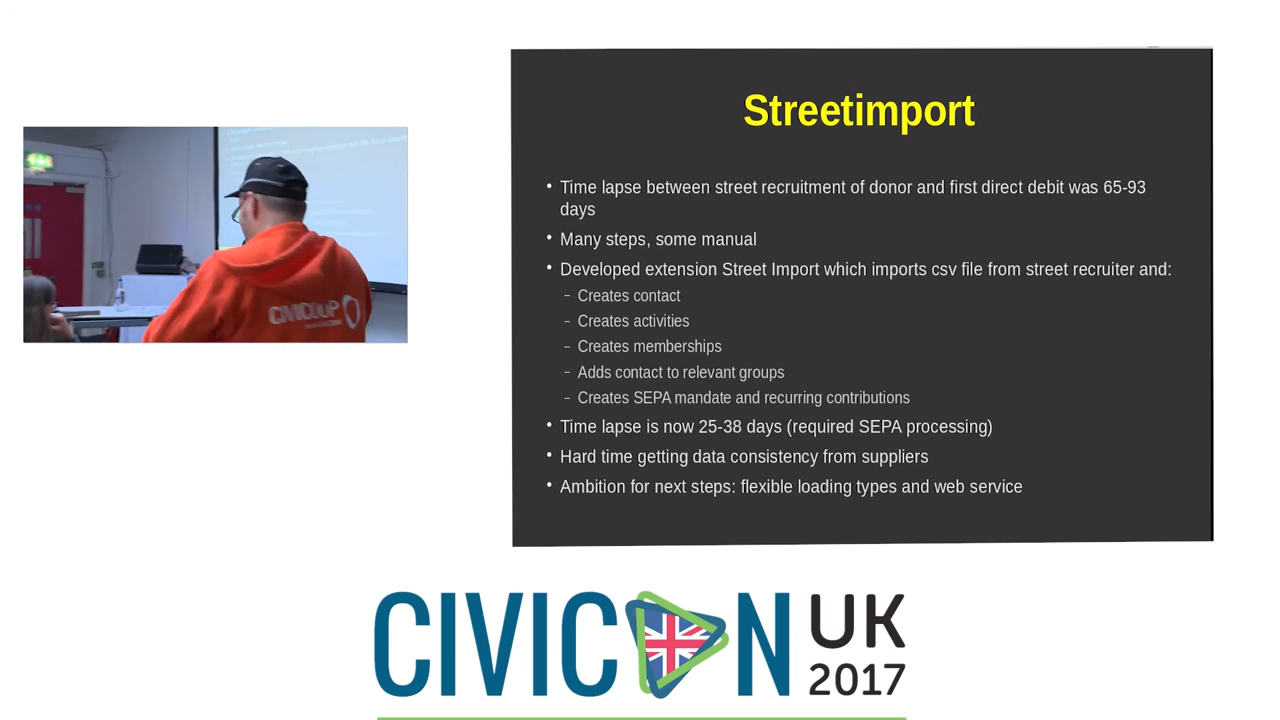 Streetimport
• Time lapse between street recruitment of donor and first direct debit was 65-93
days
• Many steps, some manual
• Developed extension Street Import which imports csv file from street recruiter and:
– Creates contact
– Creates activities
– Creates memberships
– Adds contact to relevant groups
– Creates SEPA mandate and recurring contributions
• Time lapse is now 25-38 days (required SEPA processing)
• Hard time getting data consistency from suppliers
• Ambition for next steps: flexible loading types and web service
CIVICOOP
CIVICON UK
2017